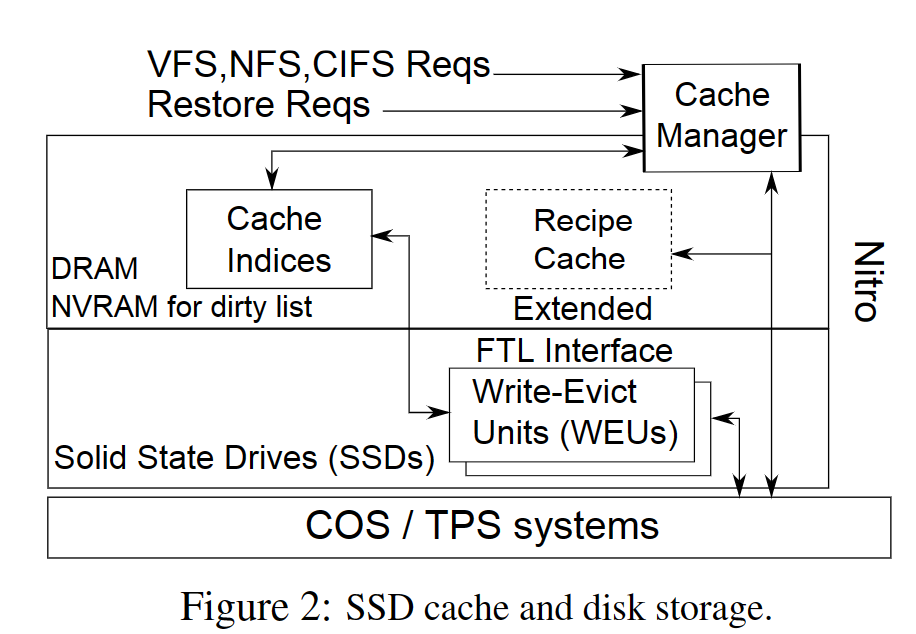 VFS,NFS,CIFS Reqs
Restore Reqs
Cache
Manager
Cache
Indices
Recipe
Cache
DRAM
NVRAM for dirty list
Extended
Nitro
FTL Interface
Write-Evict
Units (WEUs)
Solid State Drives (SSDs)
COS / TPS systems
Figure 2: SSD cache and disk storage.